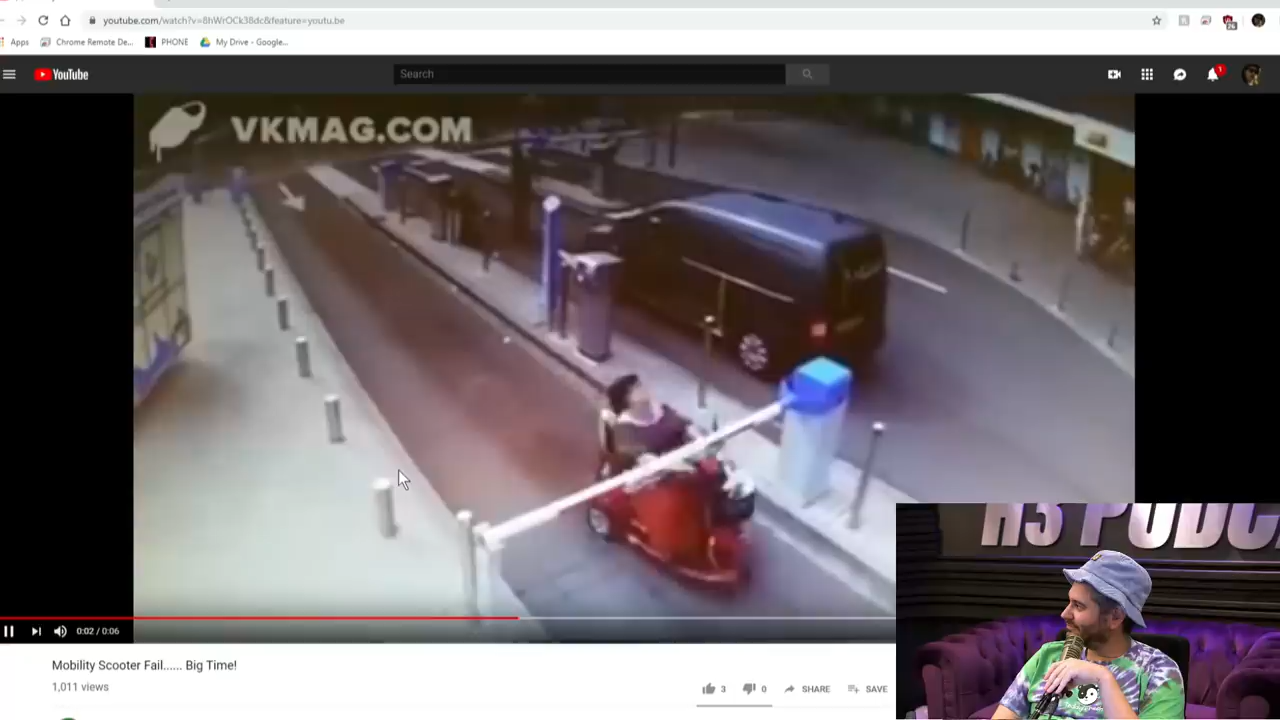 youtube.com/watch?v=8hWrOCk38dc&feature=youtu.be
Apps Chrome Remote De... PHONE My Drive - Google...
YouTube
Search
1
VKMAG.COM
H3 PODC
0:02 / 0:06
Mobility Scooter Fail...... Big Time!
1,011 views
3 0 SHARE SAVE